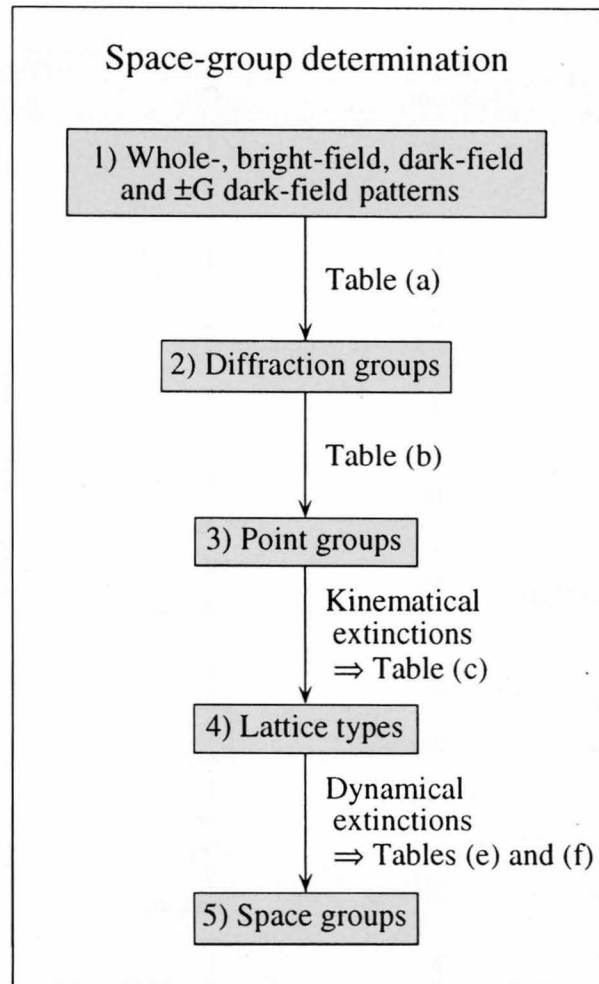 Space-group determination
1) Whole-, bright-field, dark-field
and ±G dark-field patterns
Table (a)
2) Diffraction groups
Table (b)
3) Point groups
Kinematical
extinctions
⇒ Table (c)
4) Lattice types
Dynamical
extinctions
⇒ Tables (e) and (f)
5) Space groups